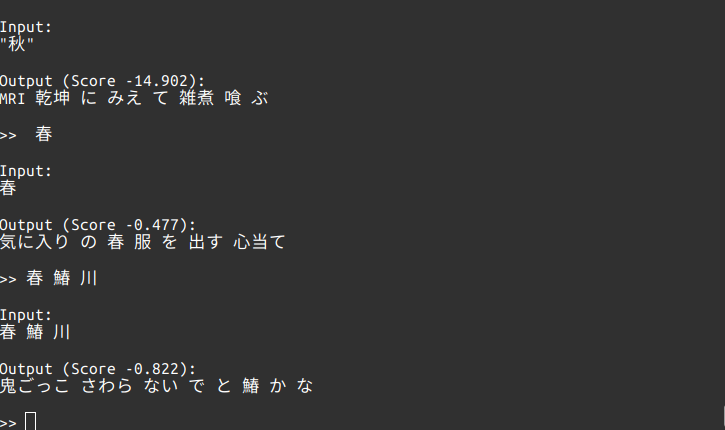 Input:
"秋"
Output (Score -14.902):
MRI 乾坤 に みえ て 雑煮 喰 ぶ
>>  春
Input:
春
Output (Score -0.477):
気に入り の 春 服 を 出す 心当て
>> 春 鰆 川
Input:
春 鰆 川
Output (Score -0.822):
鬼ごっこ さわら ない で と 鰆 か な
>>